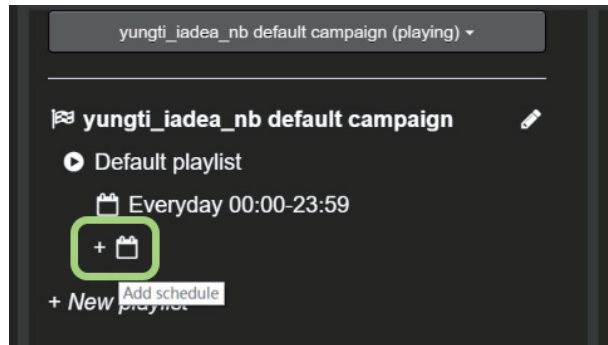 yungti_iadea_nb default campaign (playing)
yungti_iadea_nb default campaign
Default playlist
Everyday 00:00-23:59
+
Add schedule
+ New playlist